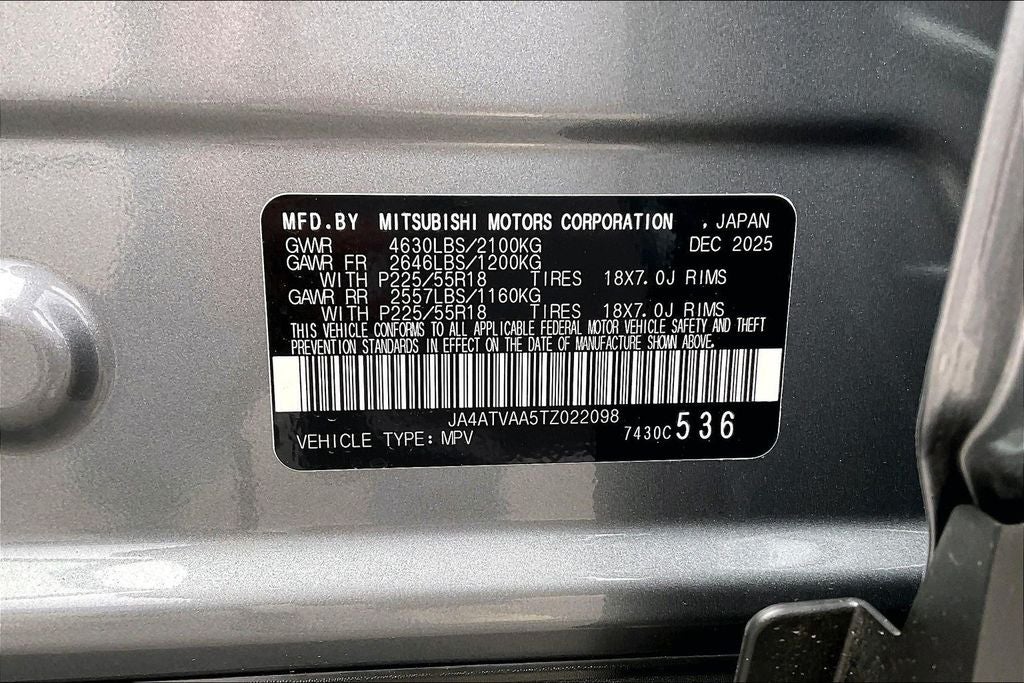 MFD.BY MITSUBISHI MOTORS CORPORATION , JAPAN
GVWR 4630LBS/2100KG DEC 2025
GAWR FR 2646LBS/1200KG
WITH P225/55R18 TIRES 18X7.0J RIMS
GAWR RR 2557LBS/1160KG
WITH P225/55R18 TIRES 18X7.0J RIMS
THIS VEHICLE CONFORMS TO ALL APPLICABLE FEDERAL MOTOR VEHICLE SAFETY AND THEFT
PREVENTION STANDARDS IN EFFECT ON THE DATE OF MANUFACTURE SHOWN ABOVE.
JA4ATVAA5TZ022098
VEHICLE TYPE: MPV 7430C 536